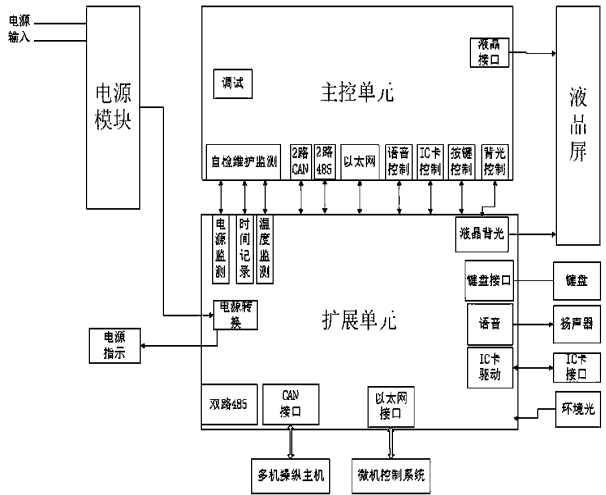 电源
输入
电源
模块
调试
主控单元
液晶
接口
液晶屏
自检维护监测
2路
CAN
2路
485
以太网
语音
控制
IC卡
控制
按键
控制
背光
控制
电源监测
时间记录
温度监测
液晶背光
键盘接口
键盘
电源转
换
扩展单元
语音
扬声器
电源
指示
IC卡
驱动
IC卡
接口
双路485
CAN
接口
以太网
接口
环境光
多机操纵主机
微机控制系统